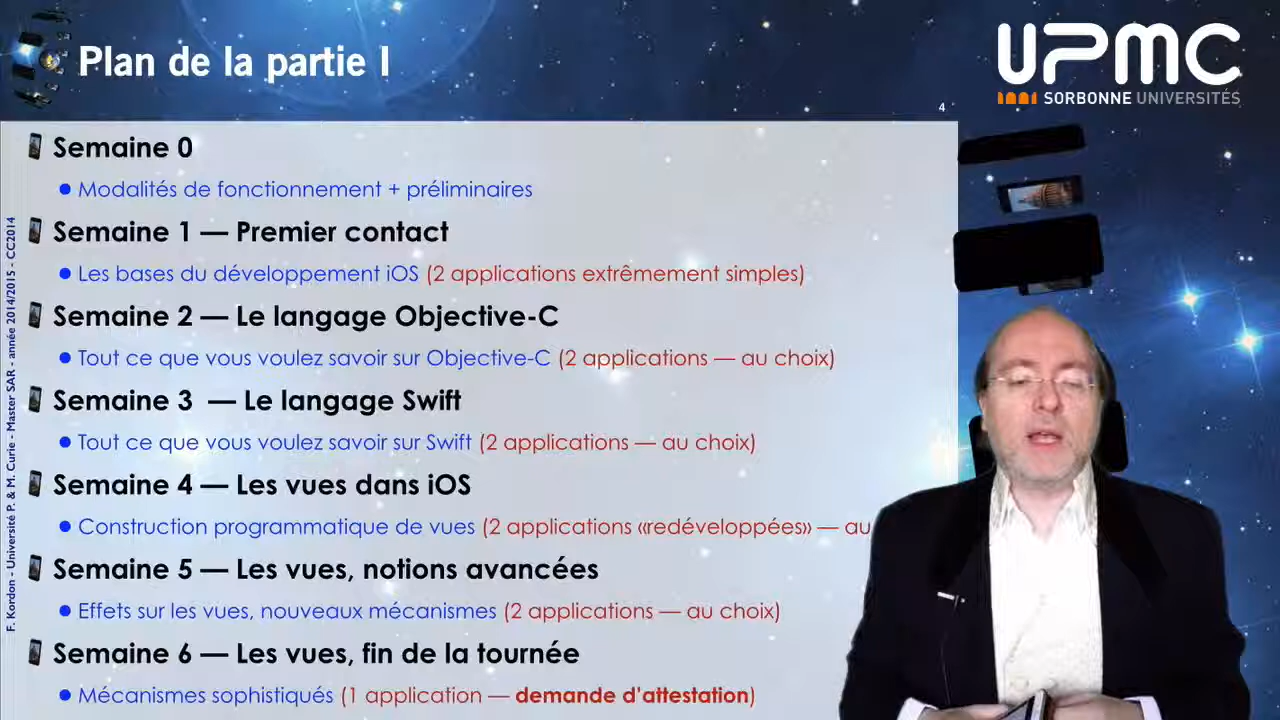 Plan de la partie I
UPMC
SORBONNE UNIVERSITÉS
4
Semaine 0
Modalités de fonctionnement + préliminaires
Semaine 1 — Premier contact
Les bases du développement iOS (2 applications extrêmement simples)
Semaine 2 — Le langage Objective-C
Tout ce que vous voulez savoir sur Objective-C (2 applications — au choix)
Semaine 3 — Le langage Swift
Tout ce que vous voulez savoir sur Swift (2 applications — au choix)
Semaine 4 — Les vues dans iOS
Construction programmatique de vues (2 applications «redéveloppées» — au
Semaine 5 — Les vues, notions avancées
Effets sur les vues, nouveaux mécanismes (2 applications — au choix)
Semaine 6 — Les vues, fin de la tournée
Mécanismes sophistiqués (1 application — demande d'attestation)
F. Kordon - Université P. & M. Curie - Master SAR - année 2014/2015 - CC2014